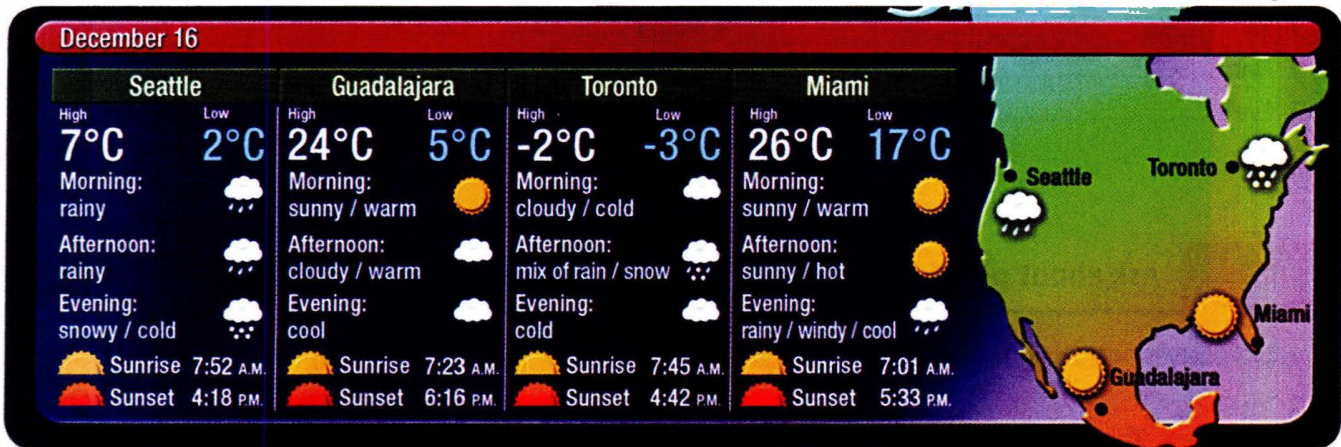 December 16
Seattle
High Low
7°C 2°C
Morning:
rainy
Afternoon:
rainy
Evening:
snowy / cold
Sunrise 7:52 A.M.
Sunset 4:18 P.M.
Guadalajara
High Low
24°C 5°C
Morning:
sunny / warm
Afternoon:
cloudy / warm
Evening:
cool
Sunrise 7:23 A.M.
Sunset 6:16 P.M.
Toronto
High Low
-2°C -3°C
Morning:
cloudy / cold
Afternoon:
mix of rain / snow
Evening:
cold
Sunrise 7:45 A.M.
Sunset 4:42 P.M.
Miami
High Low
26°C 17°C
Morning:
sunny / warm
Afternoon:
sunny / hot
Evening:
rainy / windy / cool
Sunrise 7:01 A.M.
Sunset 5:33 P.M.
Seattle
Toronto
Miami
Guadalajara